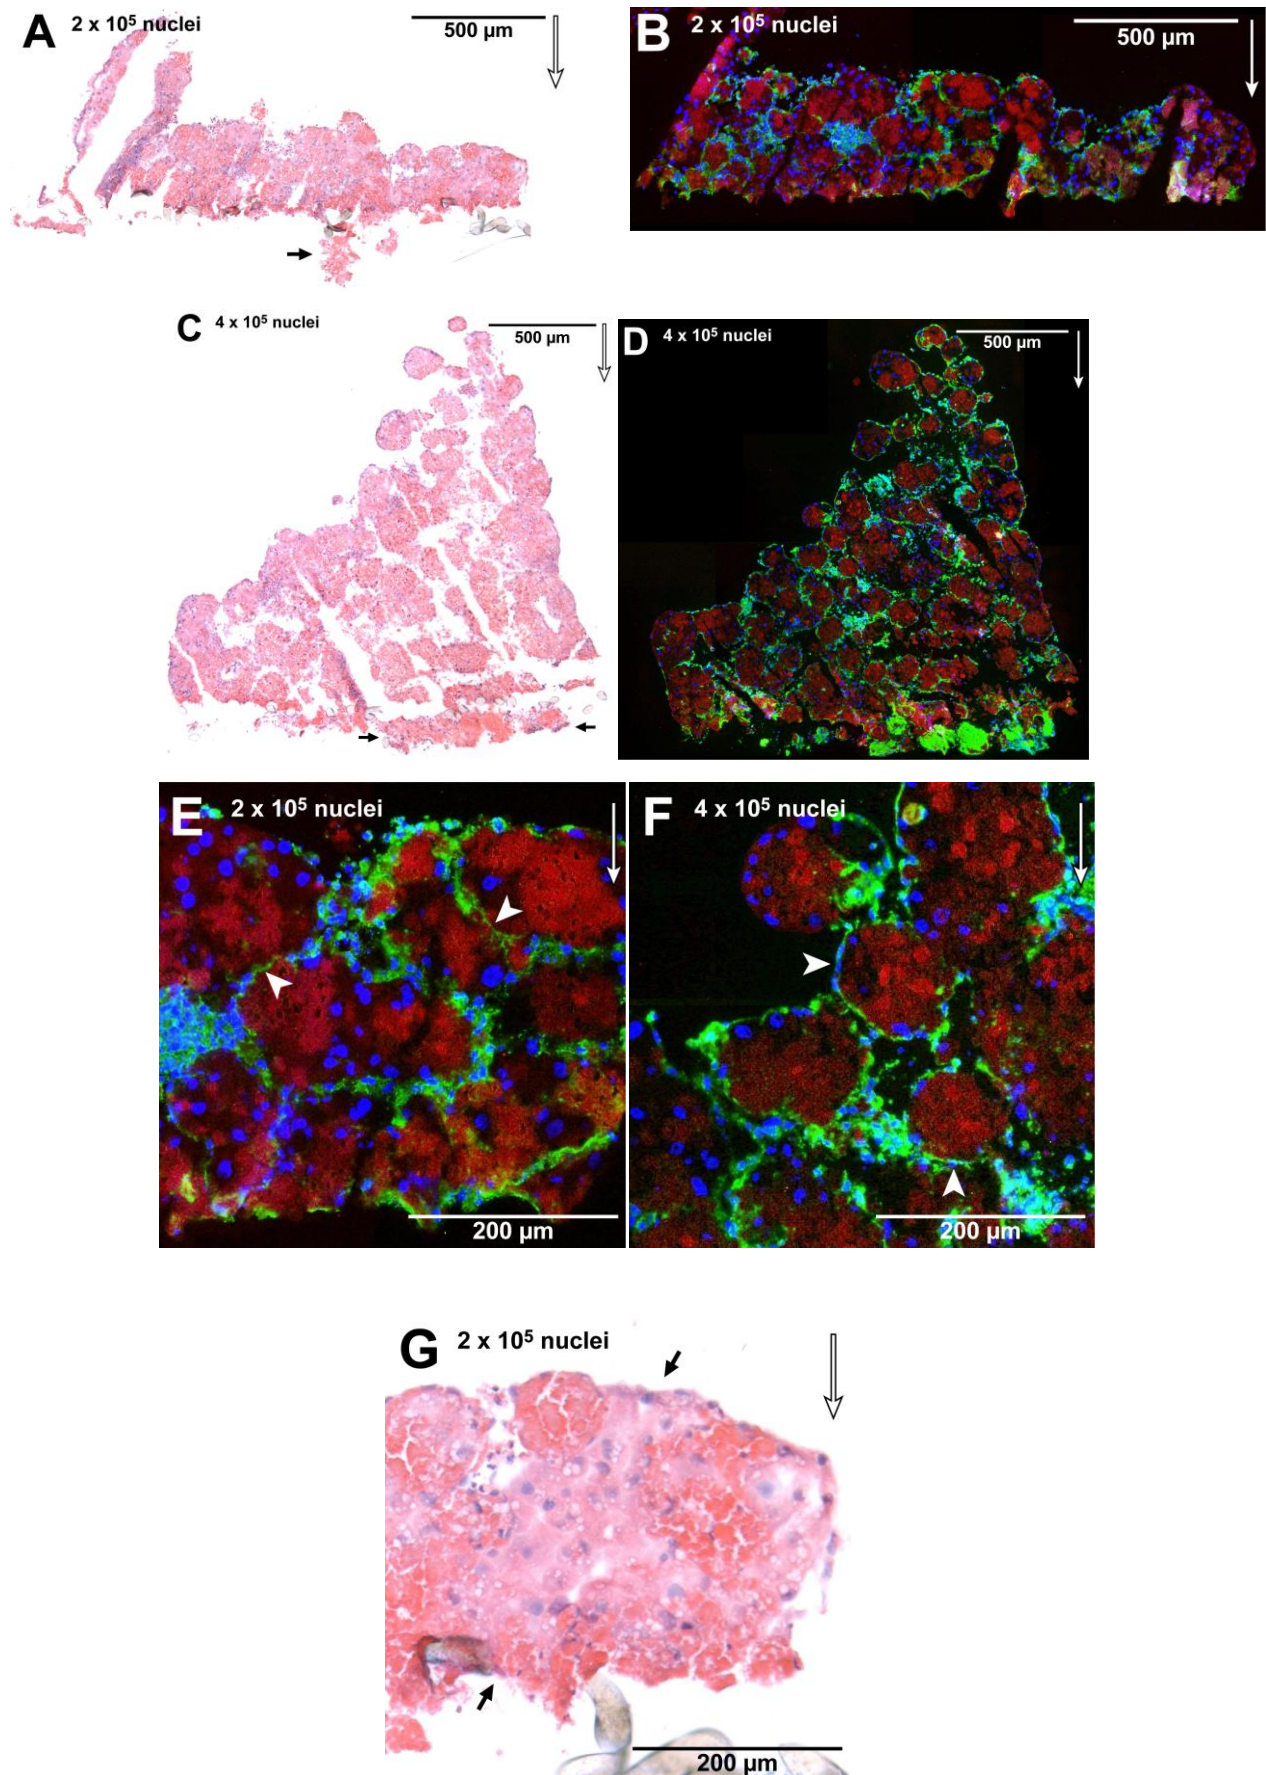 A 2 x 10⁵ nuclei
500 µm
B 2 x 10⁵ nuclei
500 µm
C 4 x 10⁵ nuclei
500 µm
D 4 x 10⁵ nuclei
500 µm
E 2 x 10⁵ nuclei
200 µm
F 4 x 10⁵ nuclei
200 µm
G 2 x 10⁵ nuclei
200 µm